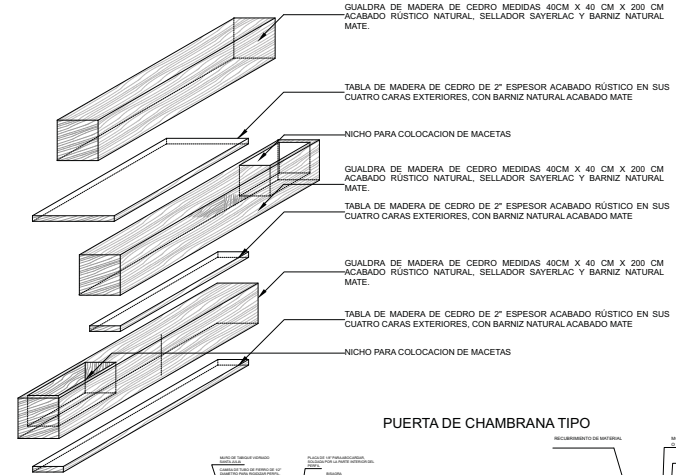 GUALDRA DE MADERA DE CEDRO MEDIDAS 40CM X 40 CM X 200 CM
ACABADO RÚSTICO NATURAL, SELLADOR SAYERLAC Y BARNIZ NATURAL
MATE.
TABLA DE MADERA DE CEDRO DE 2" ESPESOR ACABADO RÚSTICO EN SUS
CUATRO CARAS EXTERIORES, CON BARNIZ NATURAL ACABADO MATE
NICHO PARA COLOCACION DE MACETAS
GUALDRA DE MADERA DE CEDRO MEDIDAS 40CM X 40 CM X 200 CM
ACABADO RÚSTICO NATURAL, SELLADOR SAYERLAC Y BARNIZ NATURAL
MATE.
TABLA DE MADERA DE CEDRO DE 2" ESPESOR ACABADO RÚSTICO EN SUS
CUATRO CARAS EXTERIORES, CON BARNIZ NATURAL ACABADO MATE
GUALDRA DE MADERA DE CEDRO MEDIDAS 40CM X 40 CM X 200 CM
ACABADO RÚSTICO NATURAL, SELLADOR SAYERLAC Y BARNIZ NATURAL
MATE.
TABLA DE MADERA DE CEDRO DE 2" ESPESOR ACABADO RÚSTICO EN SUS
CUATRO CARAS EXTERIORES, CON BARNIZ NATURAL ACABADO MATE
NICHO PARA COLOCACION DE MACETAS
PUERTA DE CHAMBRANA TIPO
RECUBRIMIENTO DE MATERIAL
MURO DE TABIQUE VIDRIADO
SANTA JULIA
PERFIL
BISAGRA